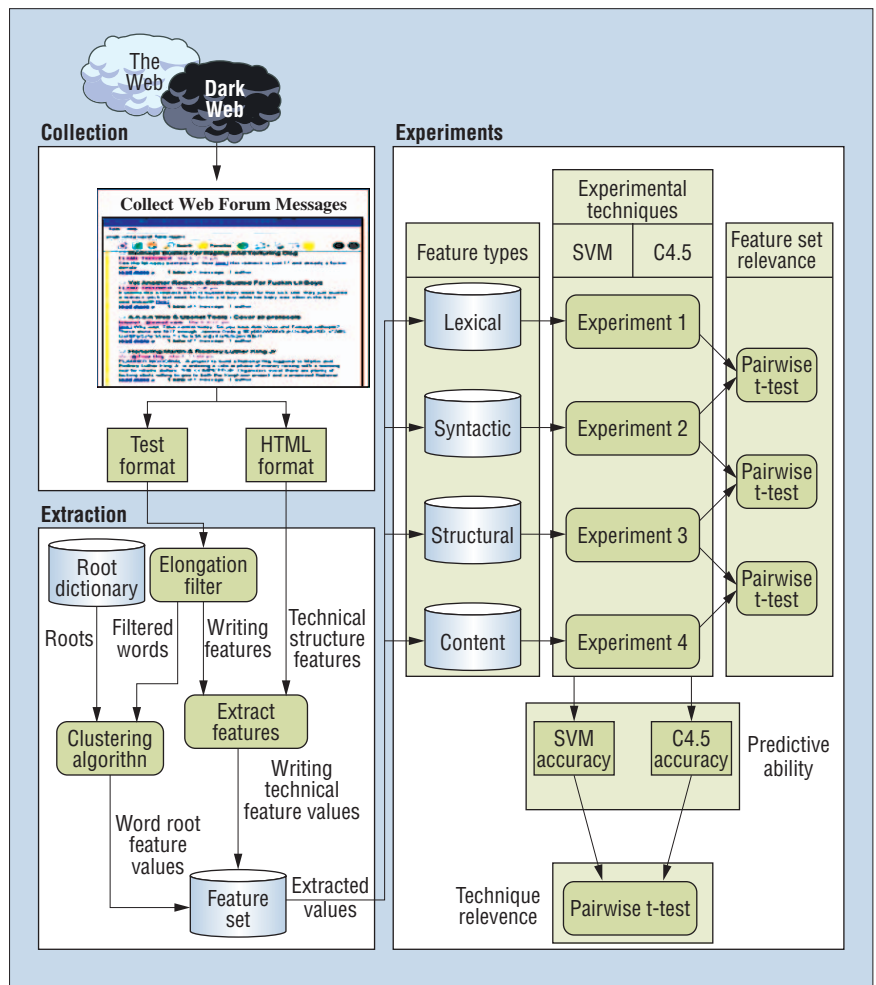 The
Web
Dark
Web
Collection
Collect Web Forum Messages
Test
format
HTML
format
Extraction
Root
dictionary
Elongation
filter
Roots
Filtered
words
Writing
features
Technical
structure
features
Clustering
algorithn
Extract
features
Writing
technical
feature values
Word root
feature
values
Feature
set
Extracted
values
Experiments
Experimental
techniques
Feature types
SVM
C4.5
Feature set
relevance
Lexical
Experiment 1
Pairwise
t-test
Syntactic
Experiment 2
Pairwise
t-test
Structural
Experiment 3
Pairwise
t-test
Content
Experiment 4
SVM
accuracy
C4.5
accuracy
Predictive
ability
Technique
relevence
Pairwise t-test